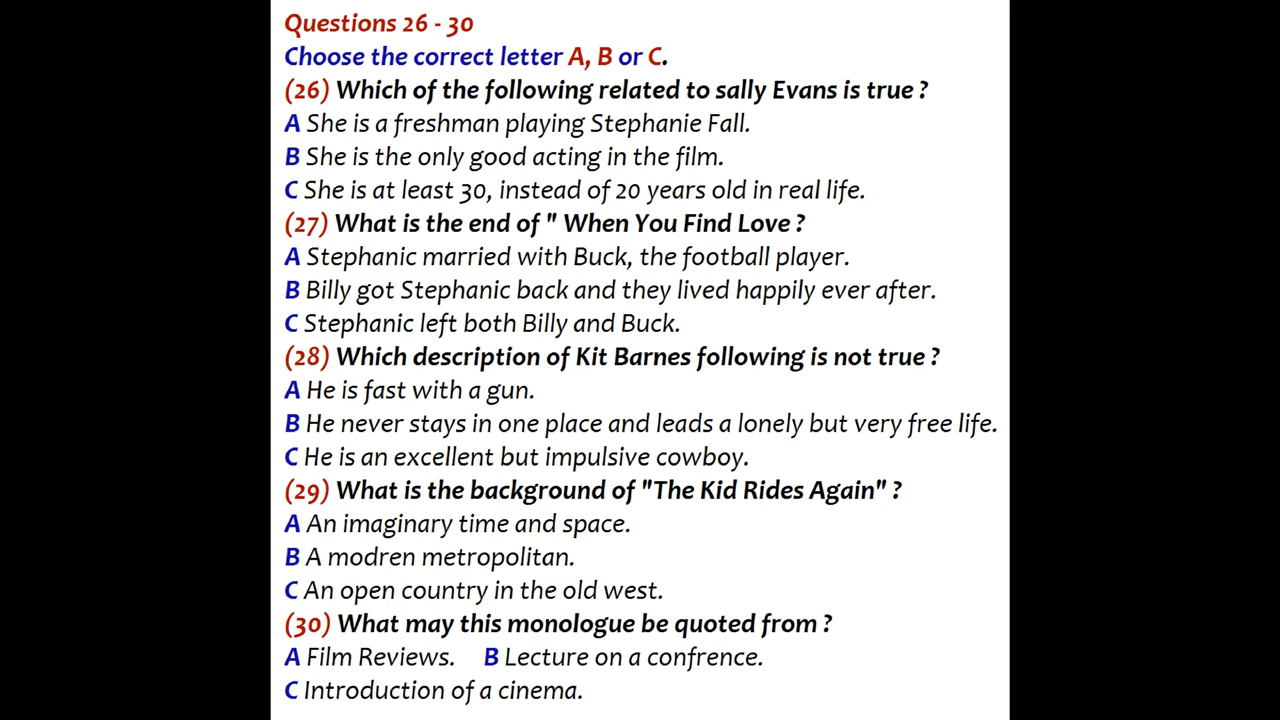 Questions 26 - 30
Choose the correct letter A, B or C.
(26) Which of the following related to sally Evans is true ?
A She is a freshman playing Stephanie Fall.
B She is the only good acting in the film.
C She is at least 30, instead of 20 years old in real life.
(27) What is the end of " When You Find Love ?
A Stephanic married with Buck, the football player.
B Billy got Stephanic back and they lived happily ever after.
C Stephanic left both Billy and Buck.
(28) Which description of Kit Barnes following is not true ?
A He is fast with a gun.
B He never stays in one place and leads a lonely but very free life.
C He is an excellent but impulsive cowboy.
(29) What is the background of "The Kid Rides Again" ?
A An imaginary time and space.
B A modren metropolitan.
C An open country in the old west.
(30) What may this monologue be quoted from ?
A Film Reviews. B Lecture on a confrence.
C Introduction of a cinema.